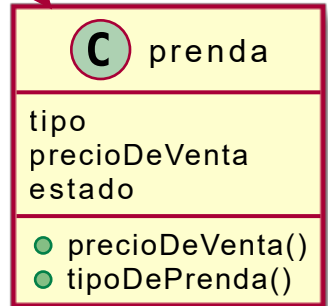 C prenda
tipo
precioDeVenta
estado
precioDeVenta()
tipoDePrenda()